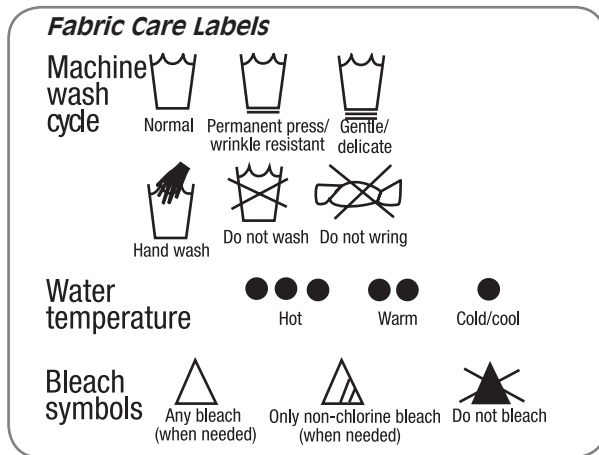 Fabric Care Labels
Machine
wash
cycle
Normal
Permanent press/
wrinkle resistant
Gentle/
delicate
Hand wash
Do not wash
Do not wring
Water
temperature
Hot
Warm
Cold/cool
Bleach
symbols
Any bleach
(when needed)
Only non-chlorine bleach
(when needed)
Do not bleach